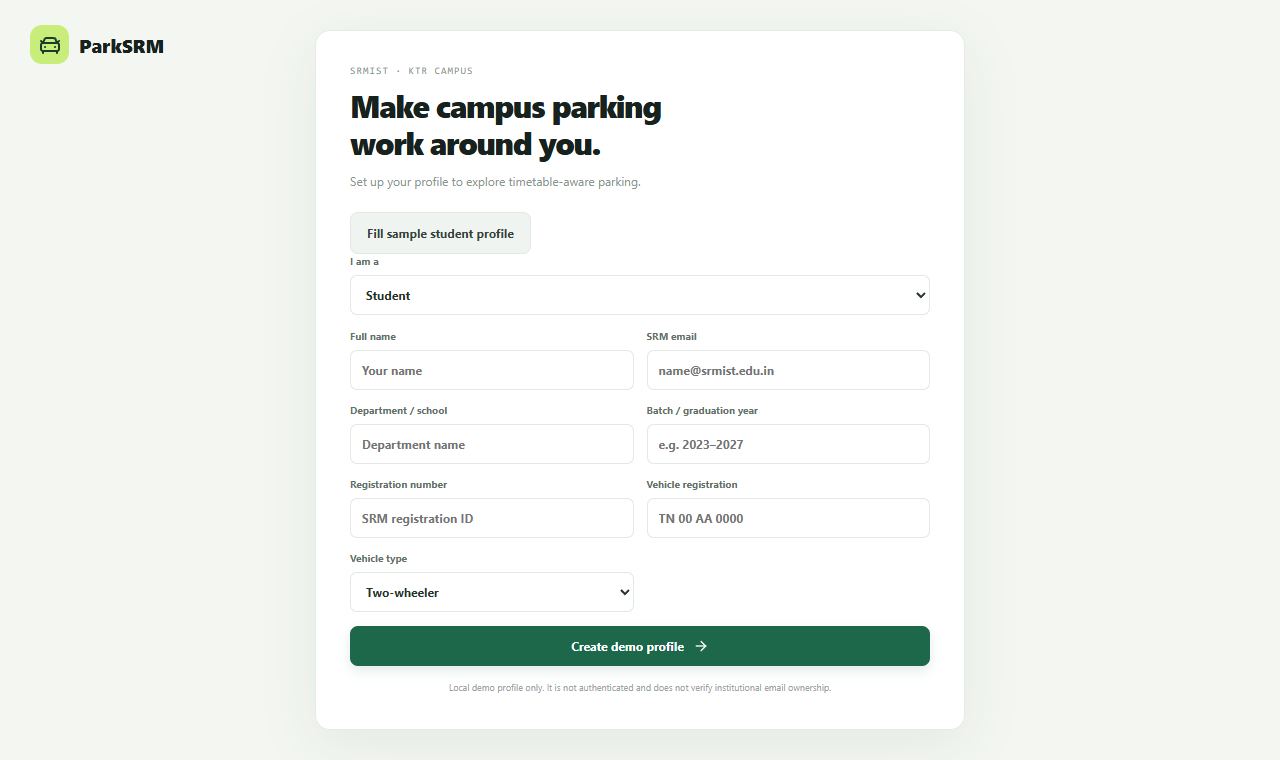 ParkSRM
SRMIST · KTR CAMPUS
Make campus parking
work around you.
Set up your profile to explore timetable-aware parking.
Fill sample student profile
I am a
Student
Full name
SRM email
Your name
name@srmist.edu.in
Department / school
Batch / graduation year
Department name
e.g. 2023–2027
Registration number
Vehicle registration
SRM registration ID
TN 00 AA 0000
Vehicle type
Two-wheeler
Create demo profile →
Local demo profile only. It is not authenticated and does not verify institutional email ownership.